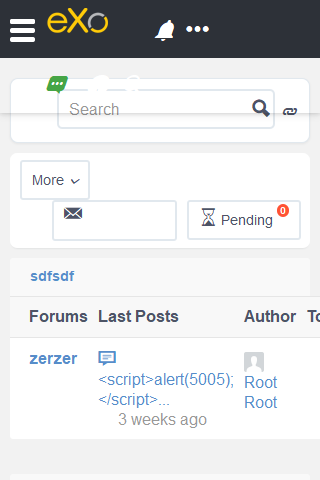 eXo
Search
More
Pending 0
sdfsdf
Forums Last Posts Author To
zerzer
<script>alert(5005);
</script>...
3 weeks ago
Root
Root